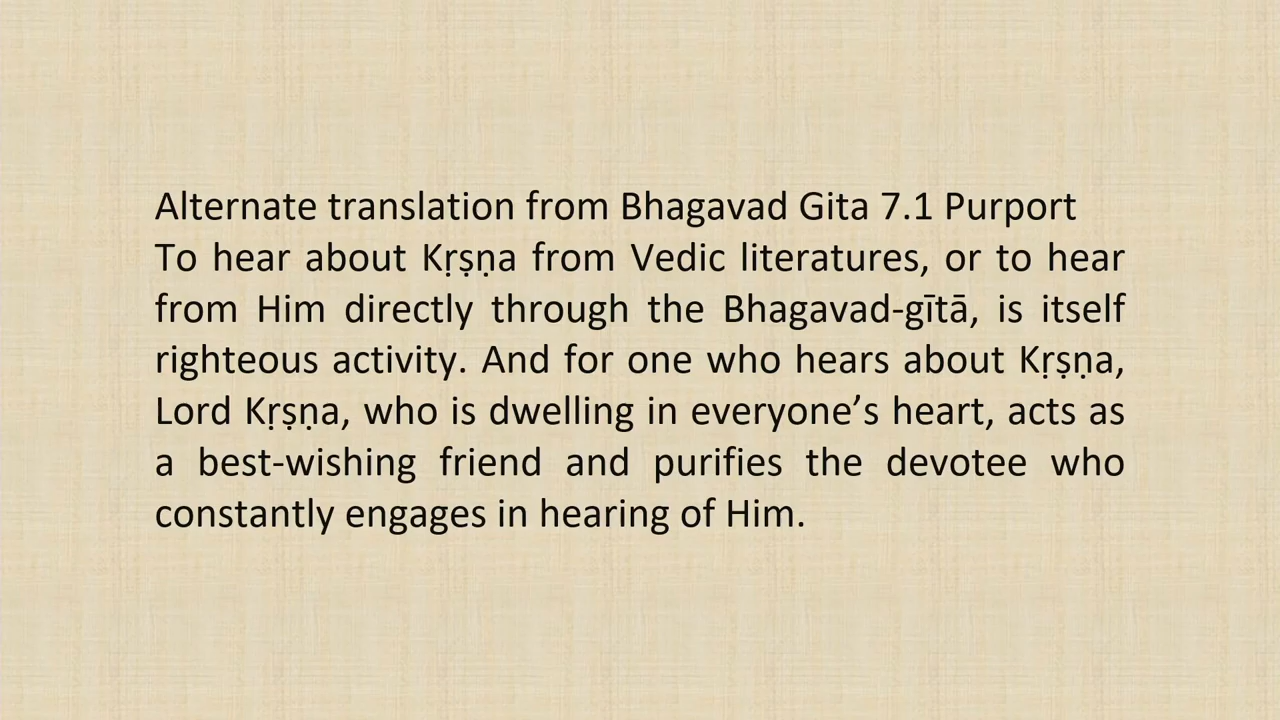 Alternate translation from Bhagavad Gita 7.1 Purport
To hear about Kṛṣṇa from Vedic literatures, or to hear
from Him directly through the Bhagavad-gītā, is itself
righteous activity. And for one who hears about Kṛṣṇa,
Lord Kṛṣṇa, who is dwelling in everyone’s heart, acts as
a best-wishing friend and purifies the devotee who
constantly engages in hearing of Him.